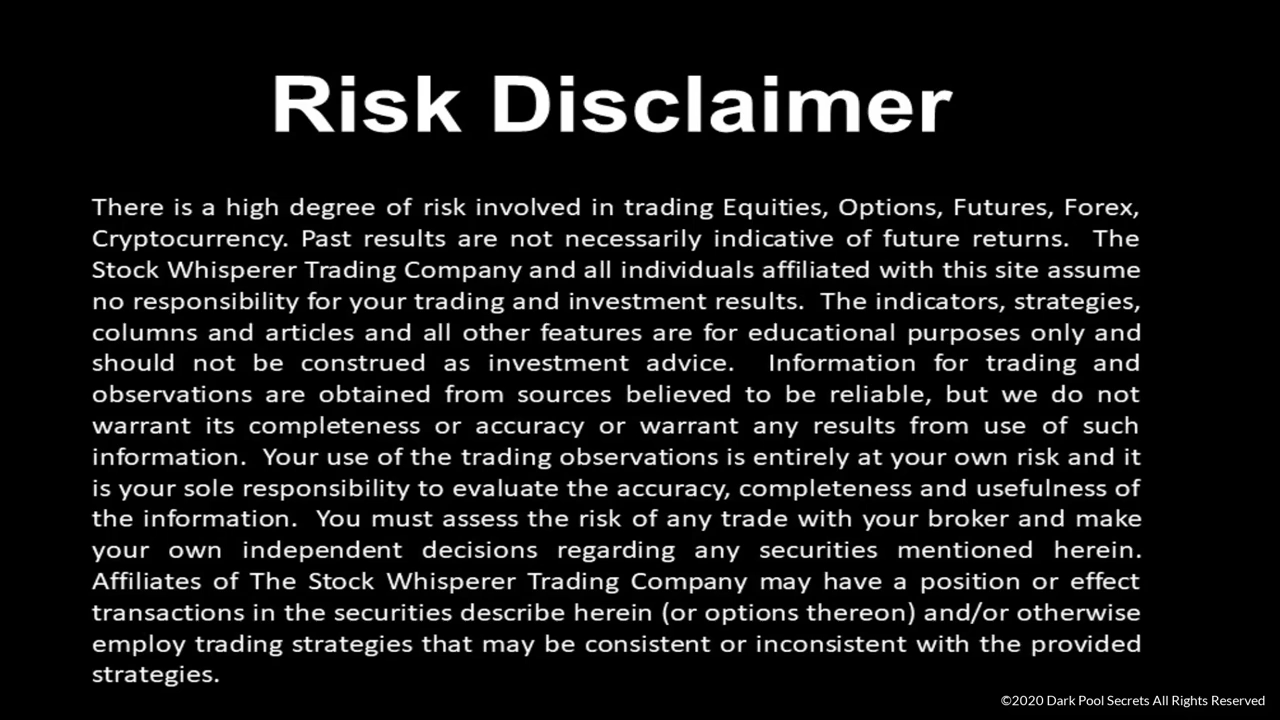 Risk Disclaimer
There is a high degree of risk involved in trading Equities, Options, Futures, Forex,
Cryptocurrency. Past results are not necessarily indicative of future returns. The
Stock Whisperer Trading Company and all individuals affiliated with this site assume
no responsibility for your trading and investment results. The indicators, strategies,
columns and articles and all other features are for educational purposes only and
should not be construed as investment advice. Information for trading and
observations are obtained from sources believed to be reliable, but we do not
warrant its completeness or accuracy or warrant any results from use of such
information. Your use of the trading observations is entirely at your own risk and it
is your sole responsibility to evaluate the accuracy, completeness and usefulness of
the information. You must assess the risk of any trade with your broker and make
your own independent decisions regarding any securities mentioned herein.
Affiliates of The Stock Whisperer Trading Company may have a position or effect
transactions in the securities describe herein (or options thereon) and/or otherwise
employ trading strategies that may be consistent or inconsistent with the provided
strategies.
©2020 Dark Pool Secrets All Rights Reserved